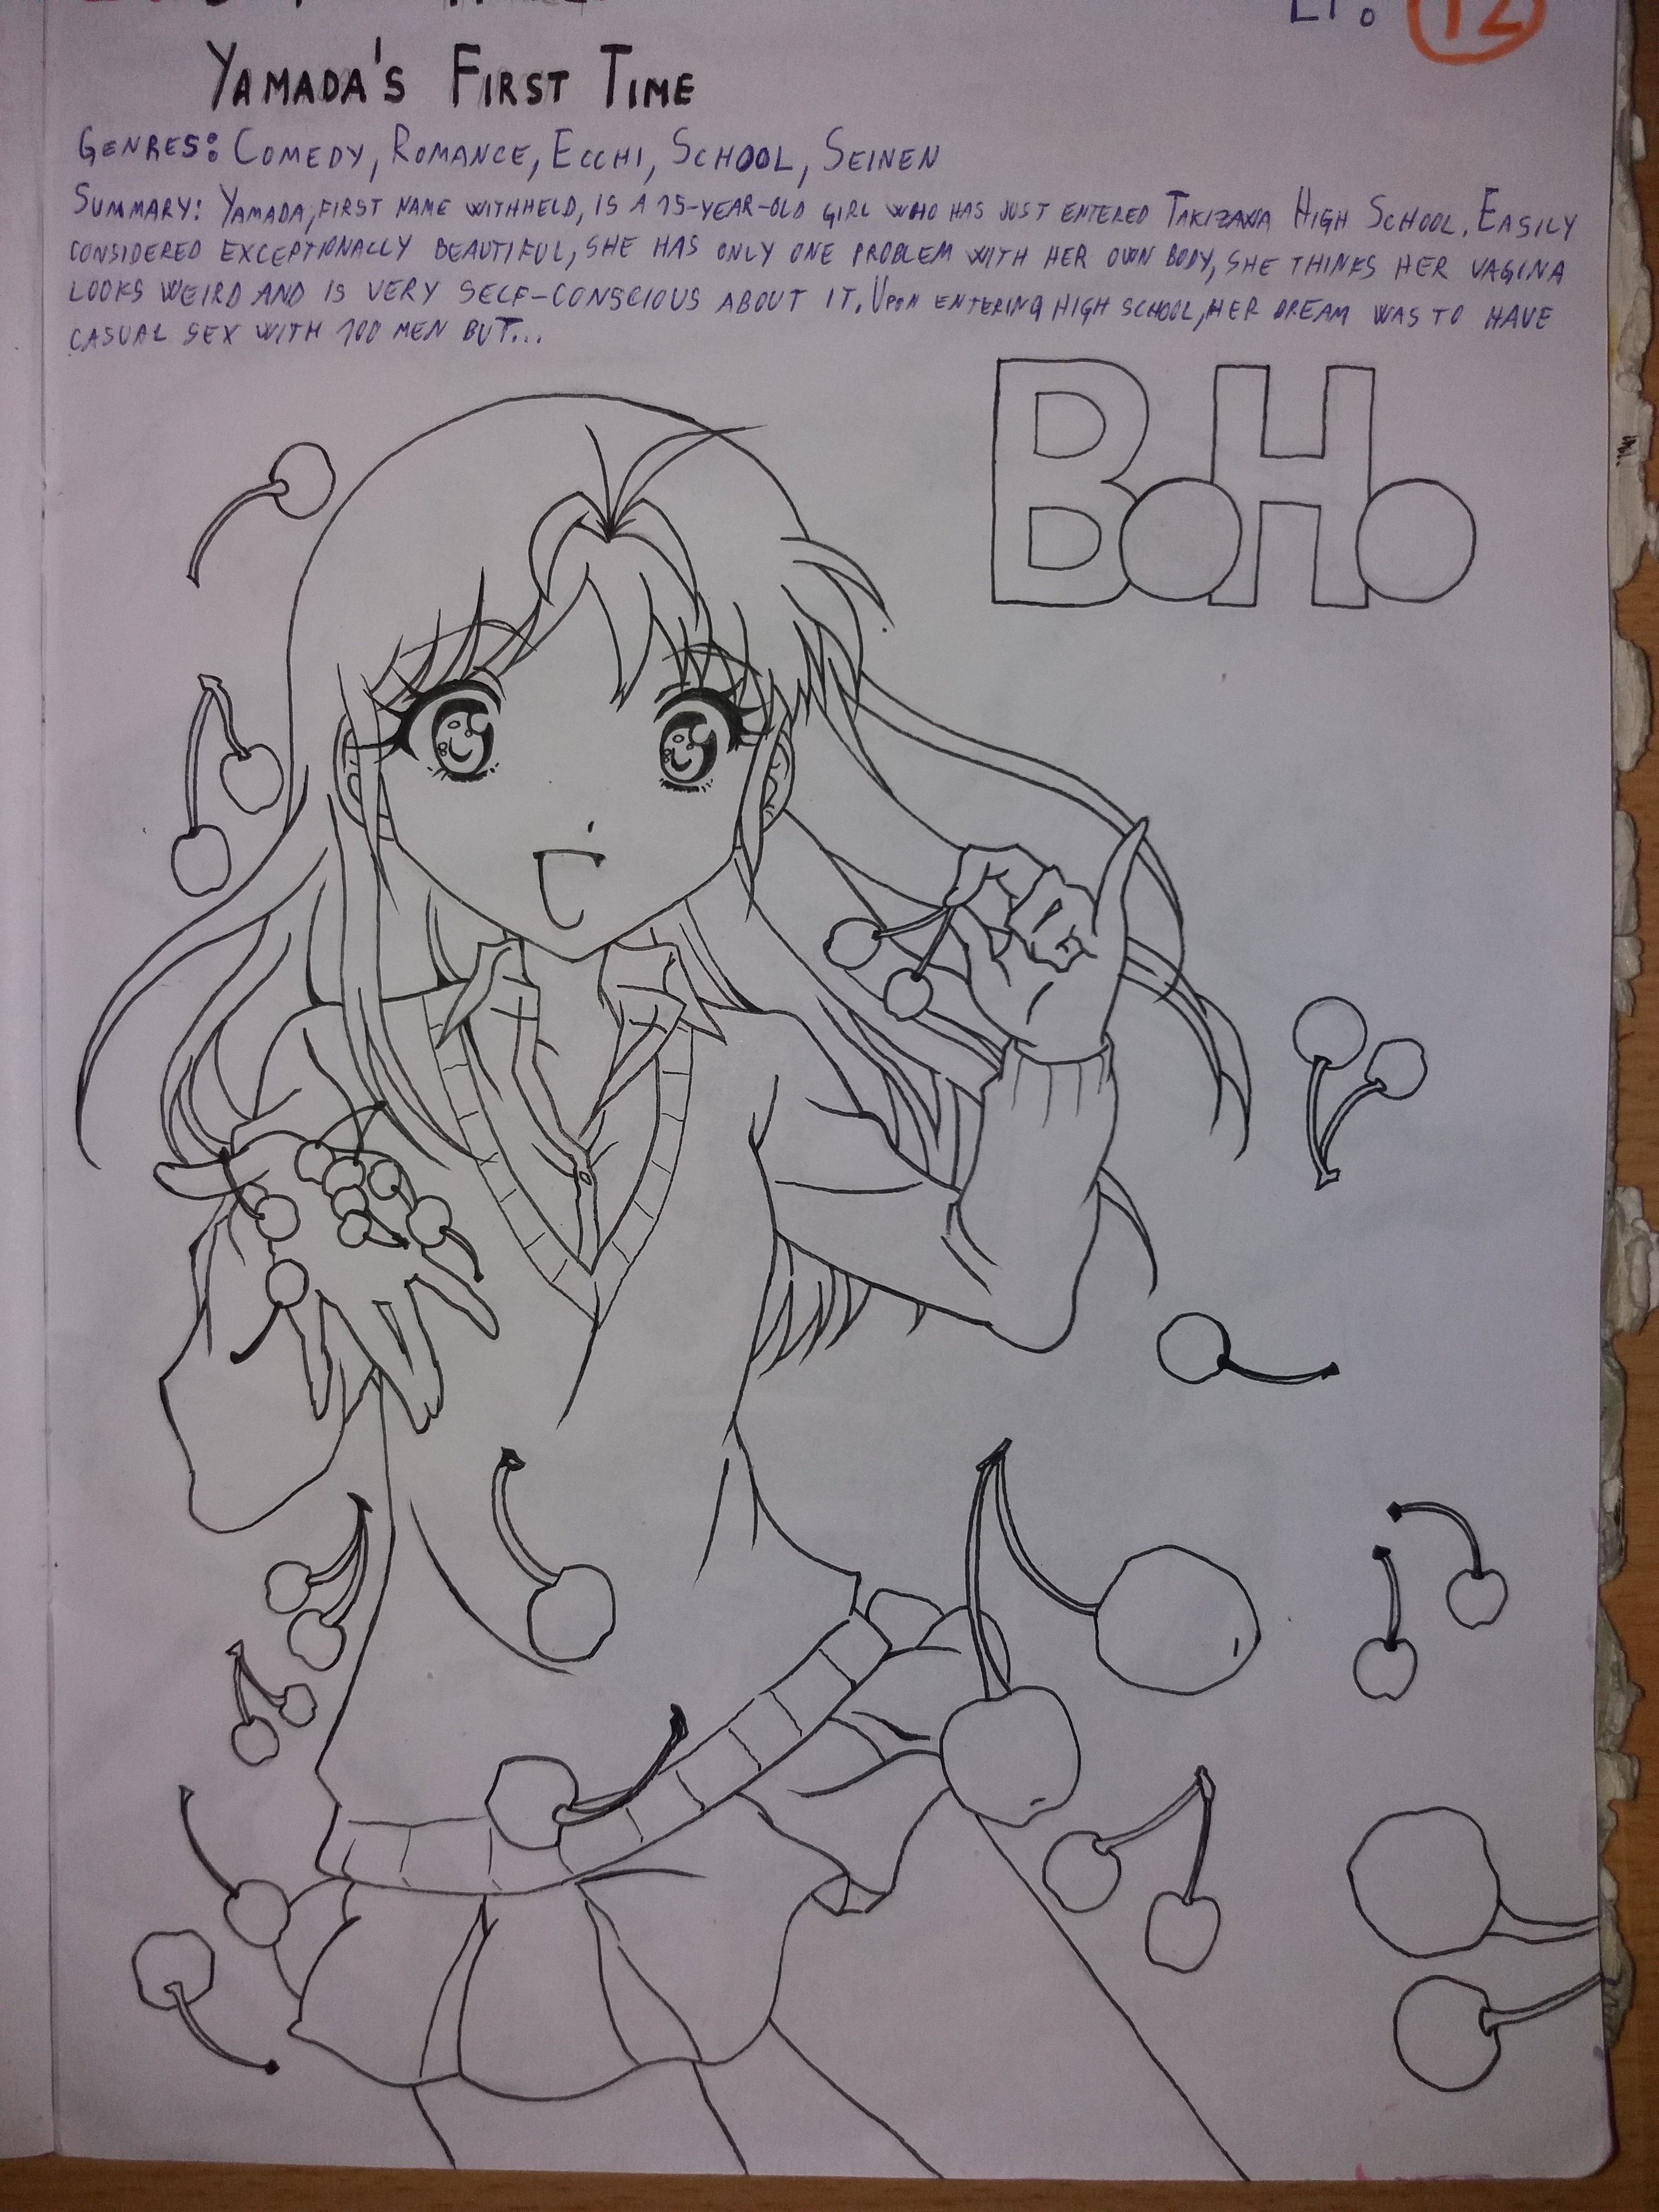 EP. 12
YAMADA'S FIRST TIME
GENRES: COMEDY, ROMANCE, ECCHI, SCHOOL, SEINEN
SUMMARY: YAMADA, FIRST NAME WITHHELD, IS A 15-YEAR-OLD GIRL WHO HAS JUST ENTERED TAKIZAWA HIGH SCHOOL. EASILY
CONSIDERED EXCEPTIONALLY BEAUTIFUL, SHE HAS ONLY ONE PROBLEM WITH HER OWN BODY, SHE THINKS HER VAGINA
LOOKS WEIRD AND IS VERY SELF-CONSCIOUS ABOUT IT. UPON ENTERING HIGH SCHOOL, HER DREAM WAS TO HAVE
CASUAL SEX WITH 100 MEN BUT...
BOHO